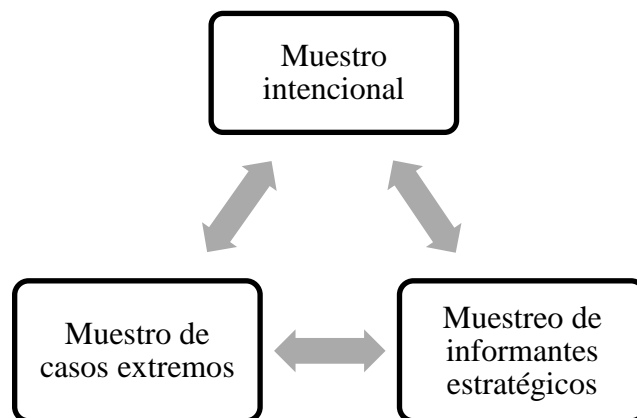 Muestro
intencional
Muestro de
casos extremos
Muestreo de
informantes
estratégicos